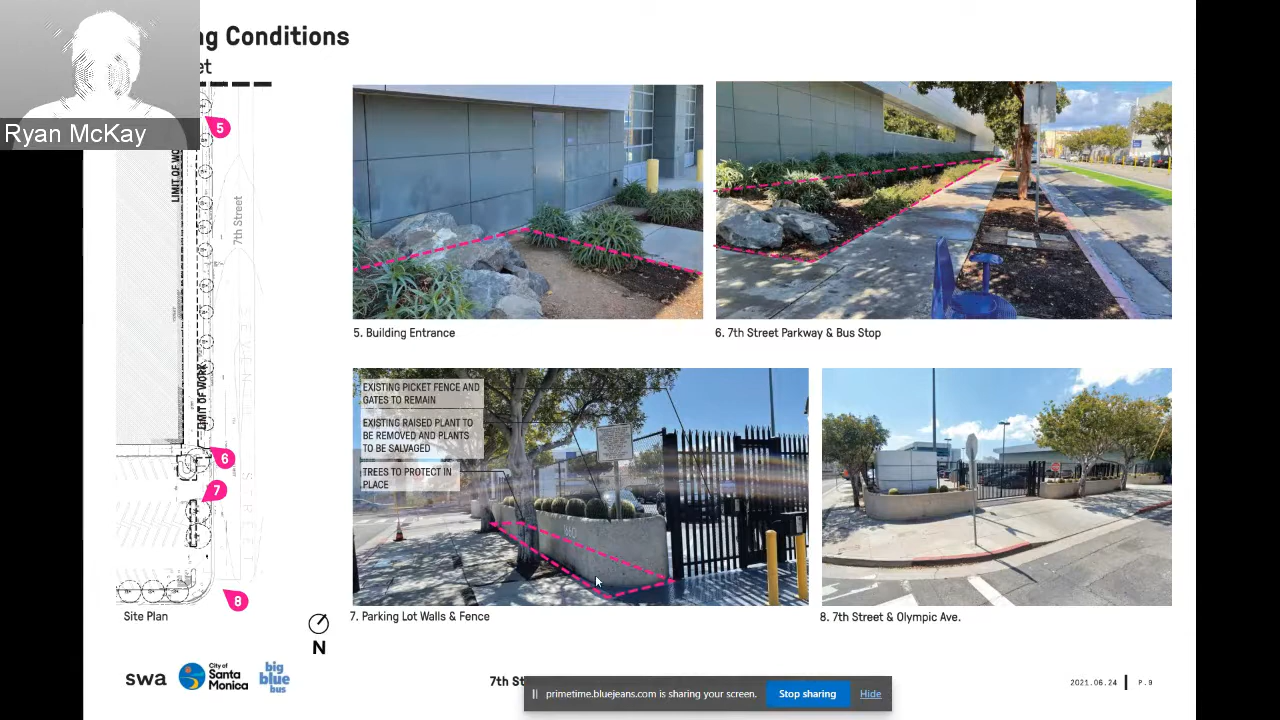 ng Conditions
et
Ryan McKay
5
LIMIT OF WO
7th Street
LIMIT OF WORK
6
7
8
Site Plan
N
5. Building Entrance
6. 7th Street Parkway & Bus Stop
EXISTING PICKET FENCE AND
GATES TO REMAIN
EXISTING RAISED PLANT TO
BE REMOVED AND PLANTS
TO BE SALVAGED
TREES TO PROTECT IN
PLACE
1660
7. Parking Lot Walls & Fence
8. 7th Street & Olympic Ave.
swa
City of
Santa
Monica
big
blue
bus
7th St
primetime.bluejeans.com is sharing your screen.
Stop sharing
Hide
2021.06.24
P.9